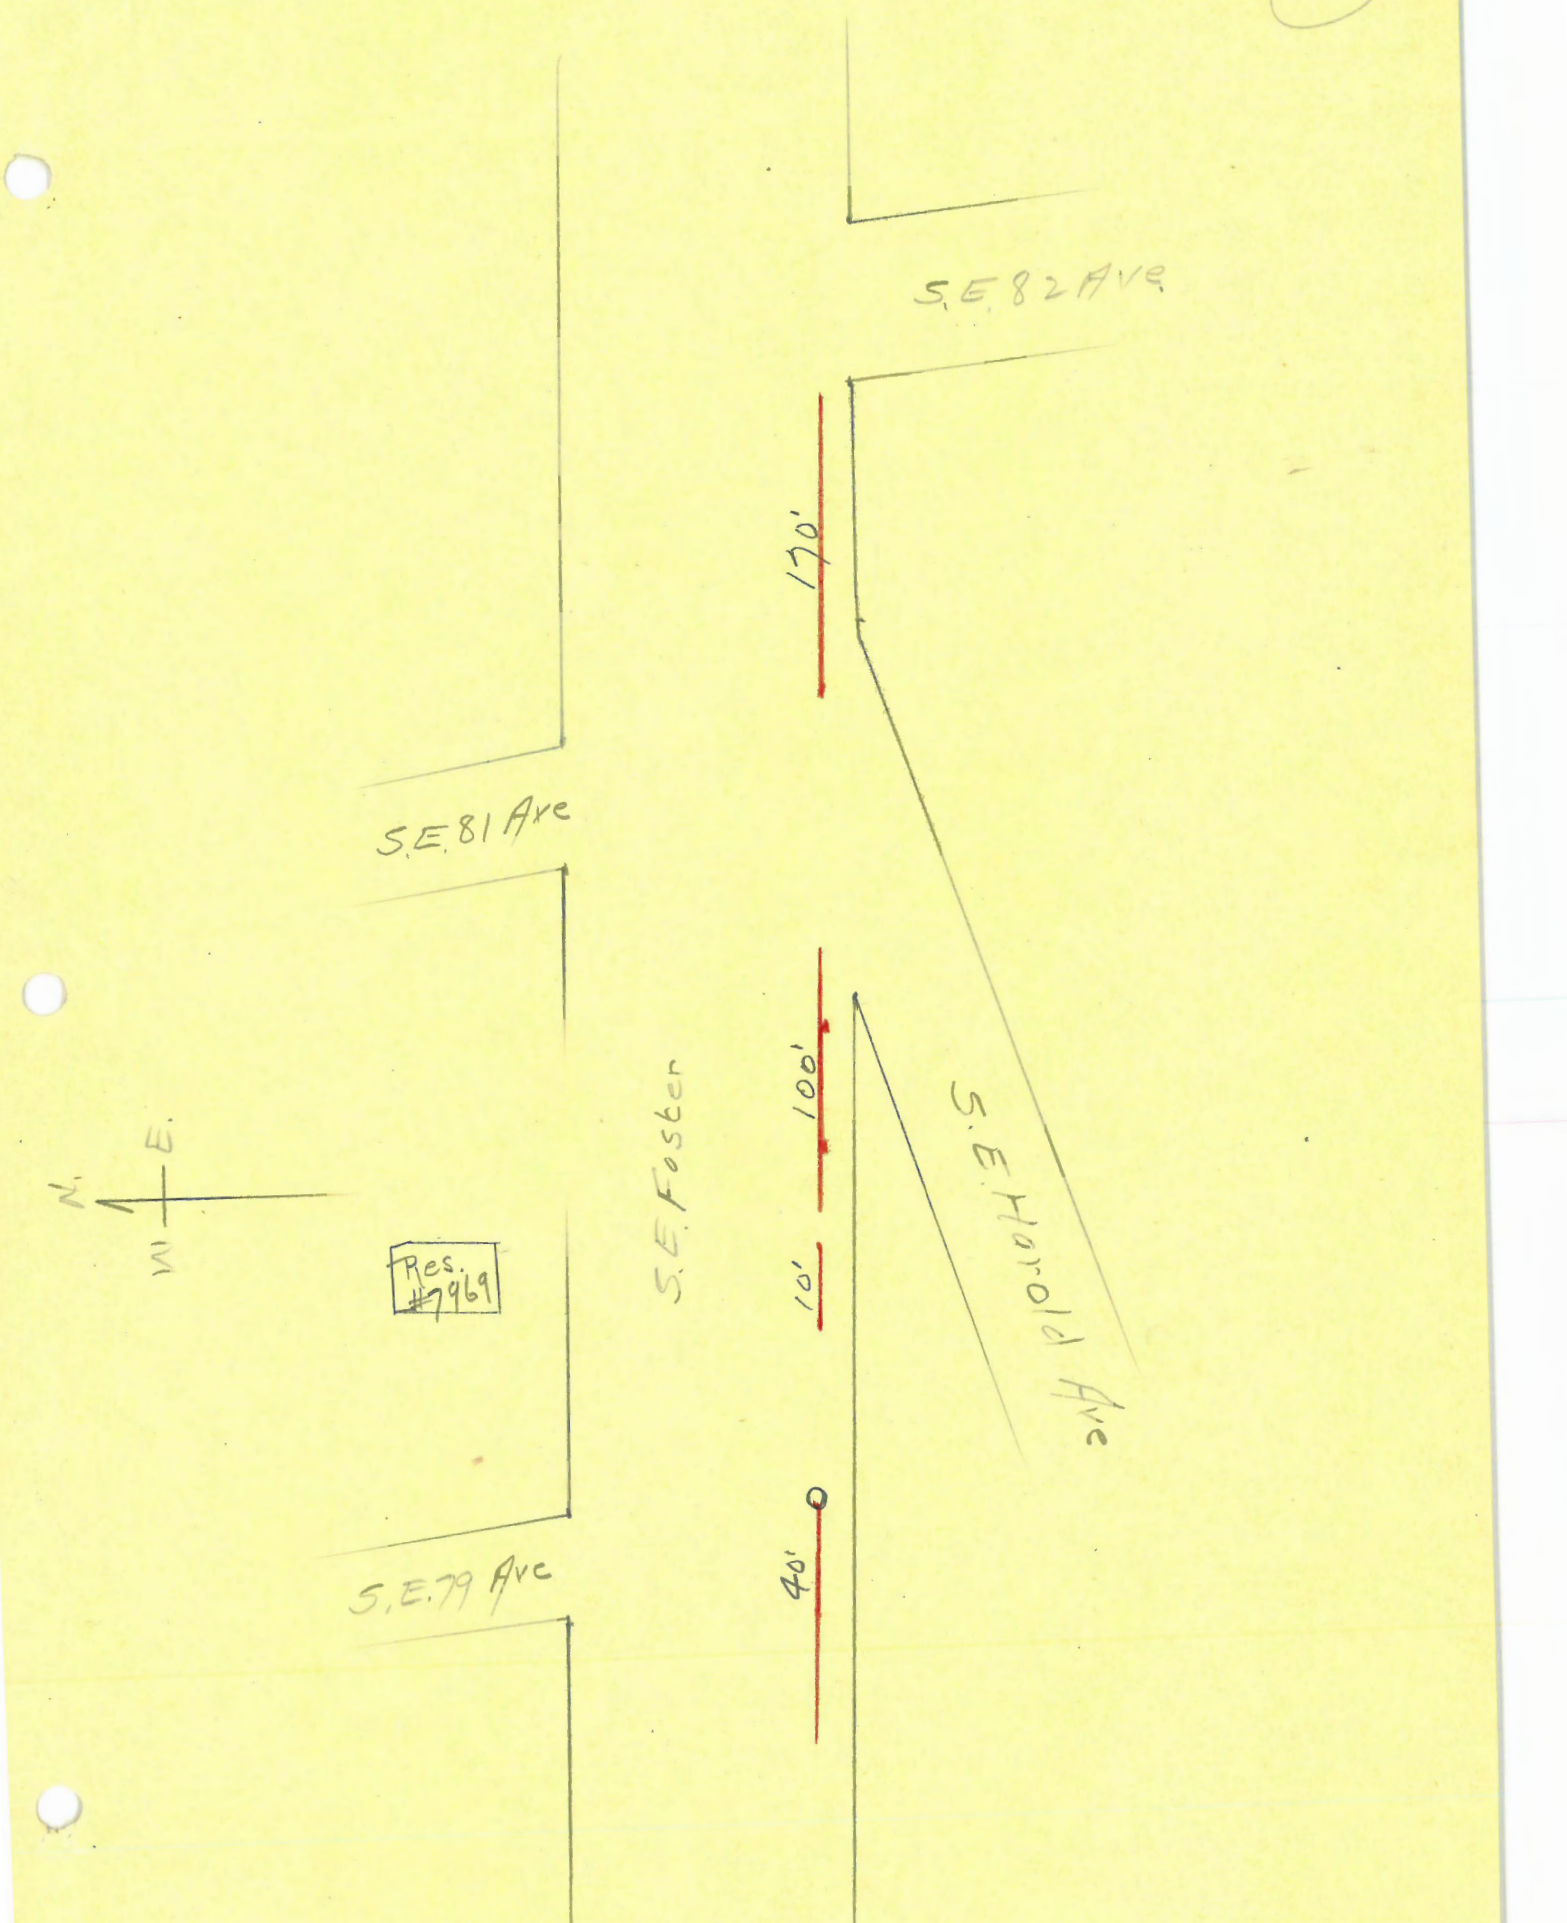 S.E. 82 Ave.
170'
S.E. 81 Ave
100'
S.E. Foster
S.E. Harold Ave
N.
E.
W
Res.
#7969
10'
40'
S.E. 79 Ave